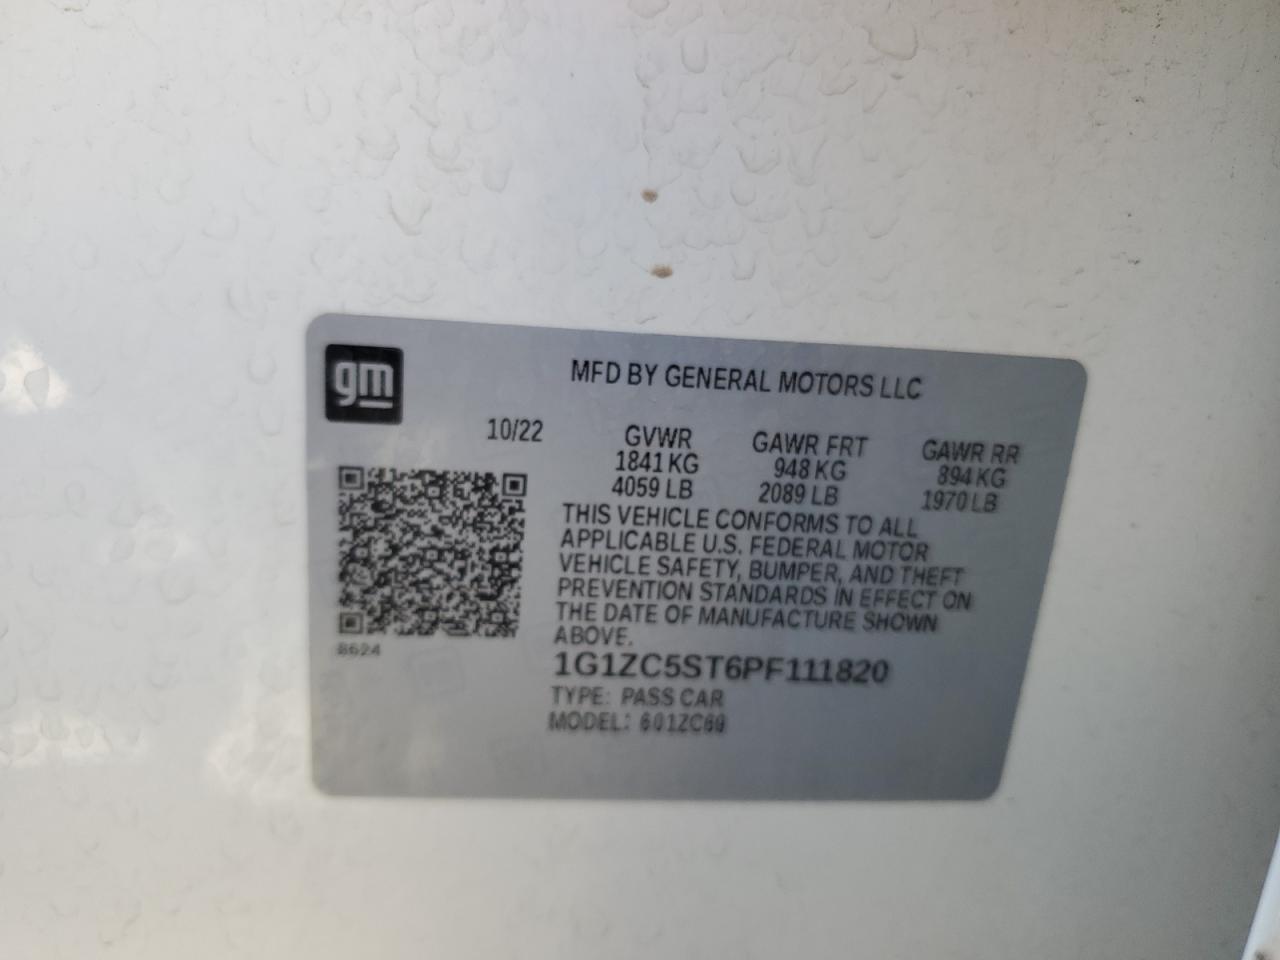 gm
MFD BY GENERAL MOTORS LLC
10/22
GVWR GAWR FRT GAWR RR
1841 KG 948 KG 894 KG
4059 LB 2089 LB 1970 LB
THIS VEHICLE CONFORMS TO ALL
APPLICABLE U.S. FEDERAL MOTOR
VEHICLE SAFETY, BUMPER, AND THEFT
PREVENTION STANDARDS IN EFFECT ON
THE DATE OF MANUFACTURE SHOWN
ABOVE.
8624
1G1ZC5ST6PF111820
TYPE: PASS CAR
MODEL: 601ZC69